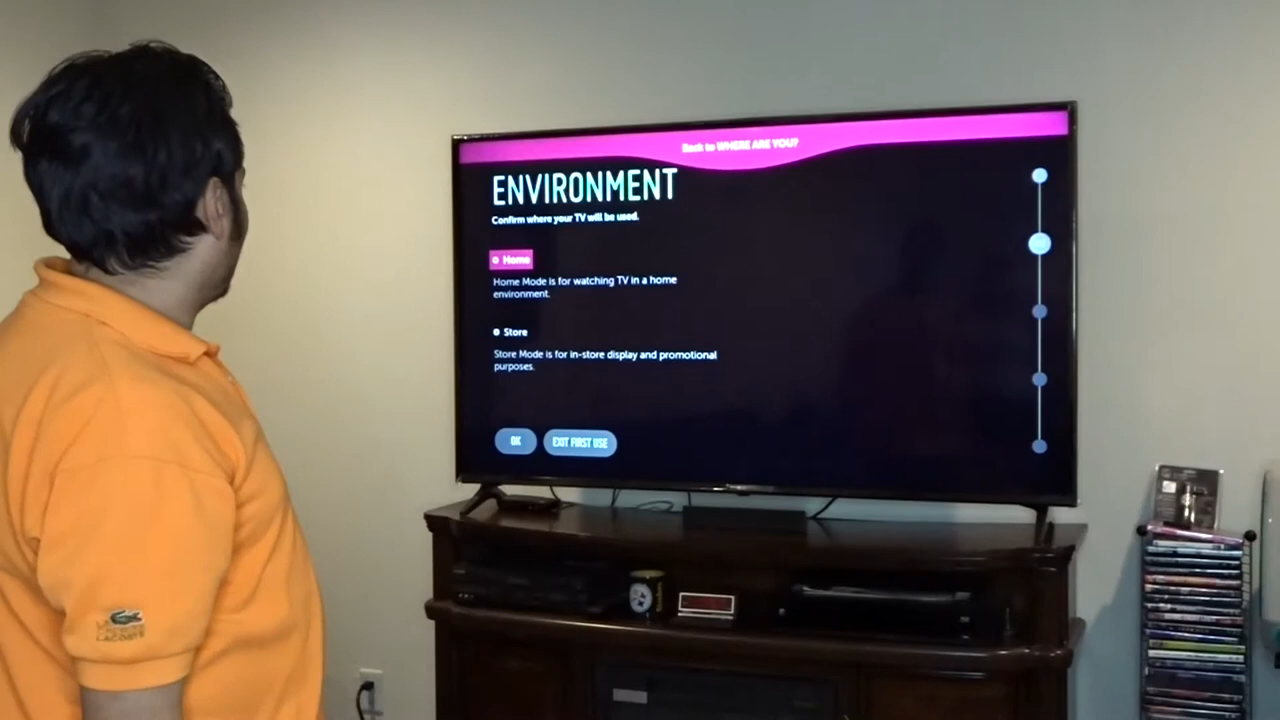 Back to WHERE ARE YOU?
ENVIRONMENT
Confirm where your TV will be used.
Home
Home Mode is for watching TV in a home
environment.
Store
Store Mode is for in-store display and promotional
purposes.
OK
EXIT FIRST USE
LACOSTE